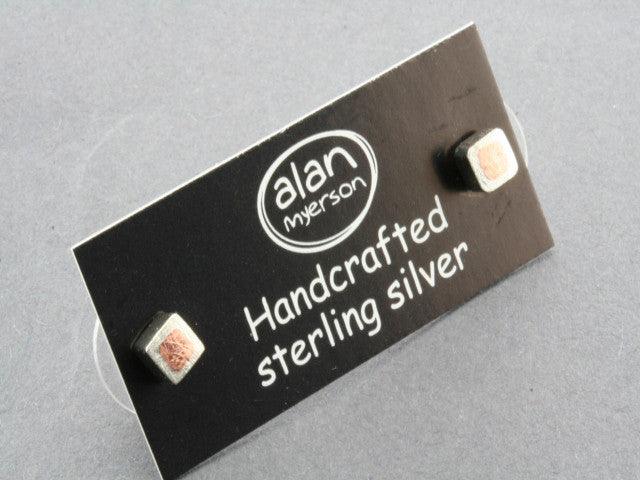 alan
myerson
Handcrafted
sterling silver